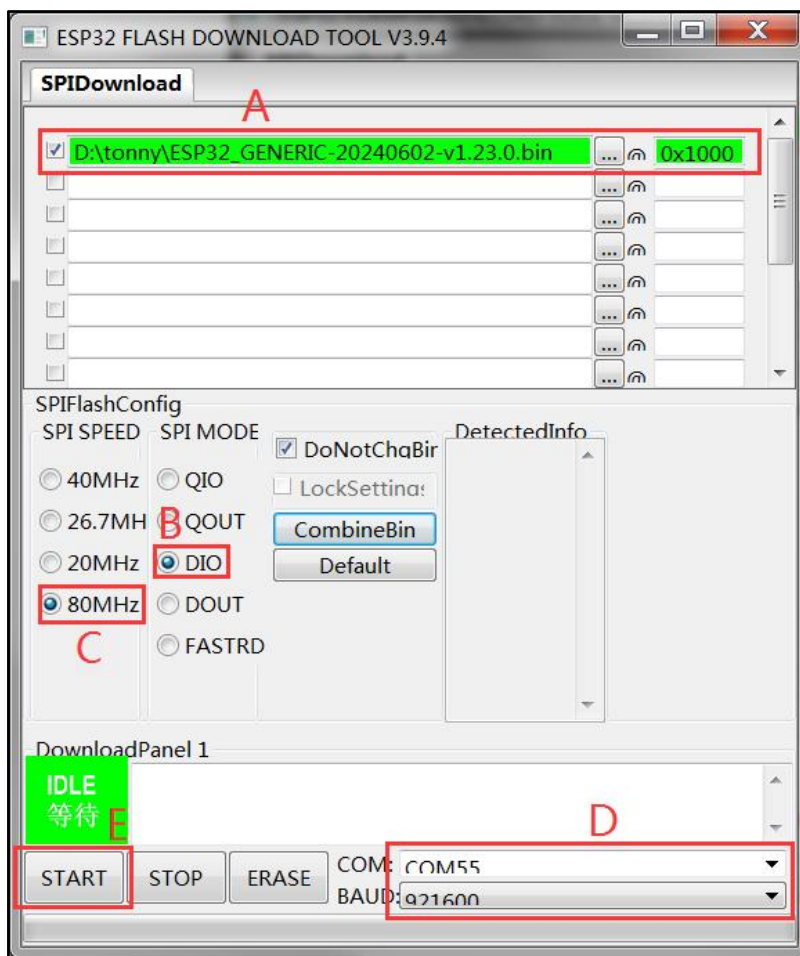 ESP32 FLASH DOWNLOAD TOOL V3.9.4
SPIDownload
A
D:\tonny\ESP32_GENERIC-20240602-v1.23.0.bin ... @ 0x1000
... @
... @
... @
... @
... @
... @
... @
SPIFlashConfig
SPI SPEED SPI MODE DetectedInfo
DoNotChgBin
40MHz QIO LockSettings
26.7MH B QOUT CombineBin
20MHz DIO Default
80MHz DOUT
C FASTRD
DownloadPanel 1
IDLE
等待 E D
START STOP ERASE COM: COM55
BAUD: 921600